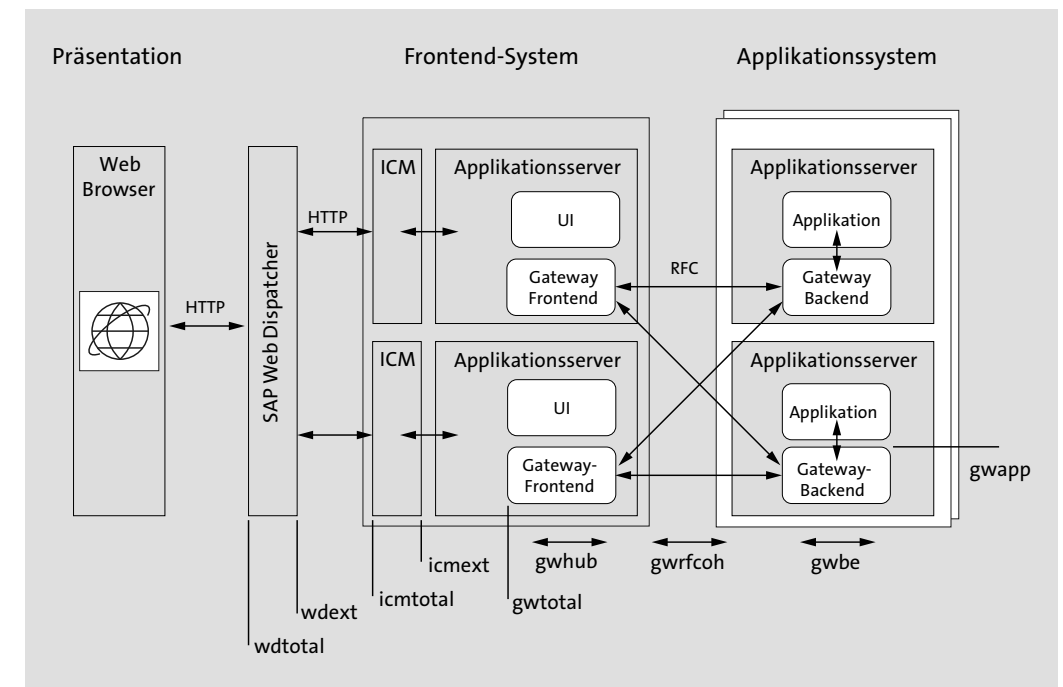 Präsentation
Frontend-System
Applikationssystem
Web
Browser
HTTP
SAP Web Dispatcher
HTTP
ICM
Applikationsserver
UI
Gateway
Frontend
RFC
Applikationsserver
Applikation
Gateway
Backend
ICM
Applikationsserver
UI
Gateway-
Frontend
Applikationsserver
Applikation
Gateway-
Backend
gwapp
icmext
gwhub
gwrfcoh
gwbe
icmtotal
gwtotal
wdext
wdtotal